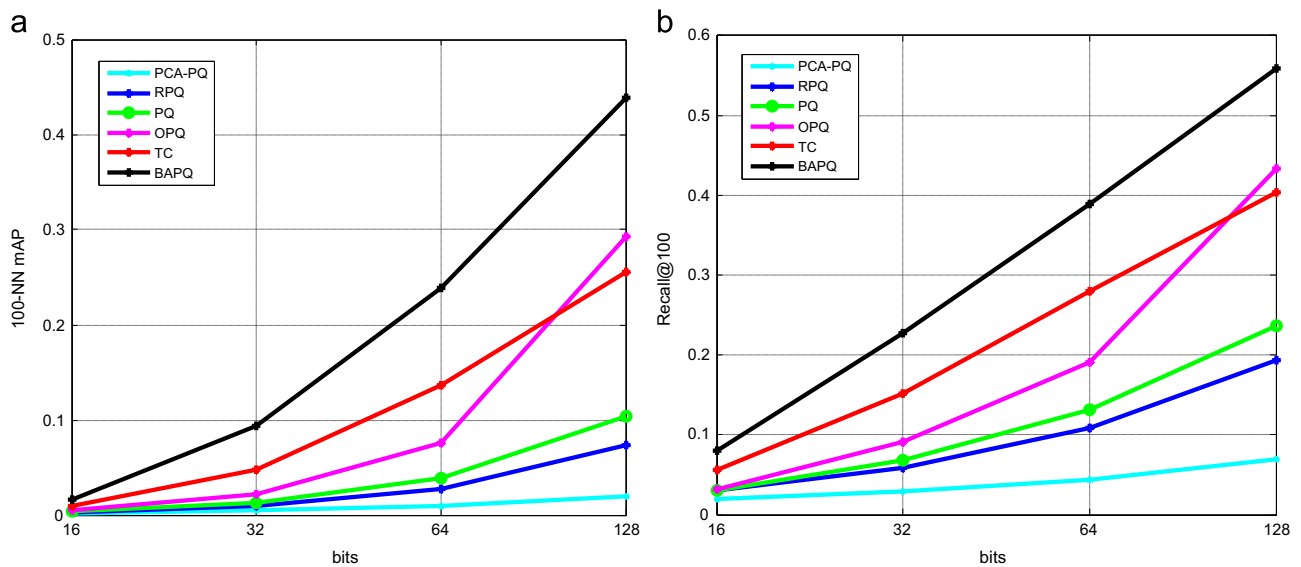 a
0.5
0.4
0.3
0.2
0.1
0
16
32
64
128
bits
100-NN mAP
PCA-PQ
RPQ
PQ
OPQ
TC
BAPQ
b
0.6
0.5
0.4
0.3
0.2
0.1
0
16
32
64
128
bits
Recall@100
PCA-PQ
RPQ
PQ
OPQ
TC
BAPQ